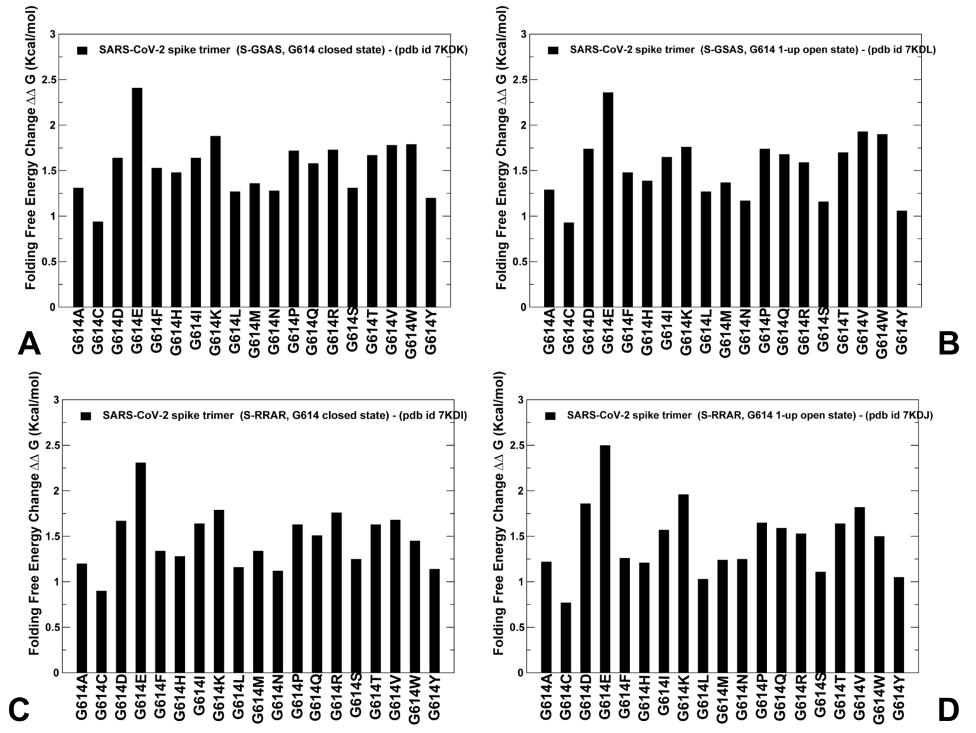 SARS-CoV-2 spike trimer (S-GSAS, G614 closed state) - (pdb id 7KDK)
Folding Free Energy Change ΔΔ G (Kcal/mol)
3
2.5
2
1.5
1
0.5
0
G614A G614C G614D G614E G614F G614H G614I G614K G614L G614M G614N G614P G614Q G614R G614S G614T G614V G614W G614Y
A
SARS-CoV-2 spike trimer (S-GSAS, G614 1-up open state) - (pdb id 7KDL)
Folding Free Energy Change ΔΔ G (Kcal/mol)
3
2.5
2
1.5
1
0.5
0
G614A G614C G614D G614E G614F G614H G614I G614K G614L G614M G614N G614P G614Q G614R G614S G614T G614V G614W G614Y
B
SARS-CoV-2 spike trimer (S-RRAR, G614 closed state) - (pdb id 7KDI)
Folding Free Energy Change ΔΔ G (Kcal/mol)
3
2.5
2
1.5
1
0.5
0
G614A G614C G614D G614E G614F G614H G614I G614K G614L G614M G614N G614P G614Q G614R G614S G614T G614V G614W G614Y
C
SARS-CoV-2 spike trimer (S-RRAR, G614 1-up open state) - (pdb id 7KDJ)
Folding Free Energy Change ΔΔ G (Kcal/mol)
3
2.5
2
1.5
1
0.5
0
G614A G614C G614D G614E G614F G614H G614I G614K G614L G614M G614N G614P G614Q G614R G614S G614T G614V G614W G614Y
D